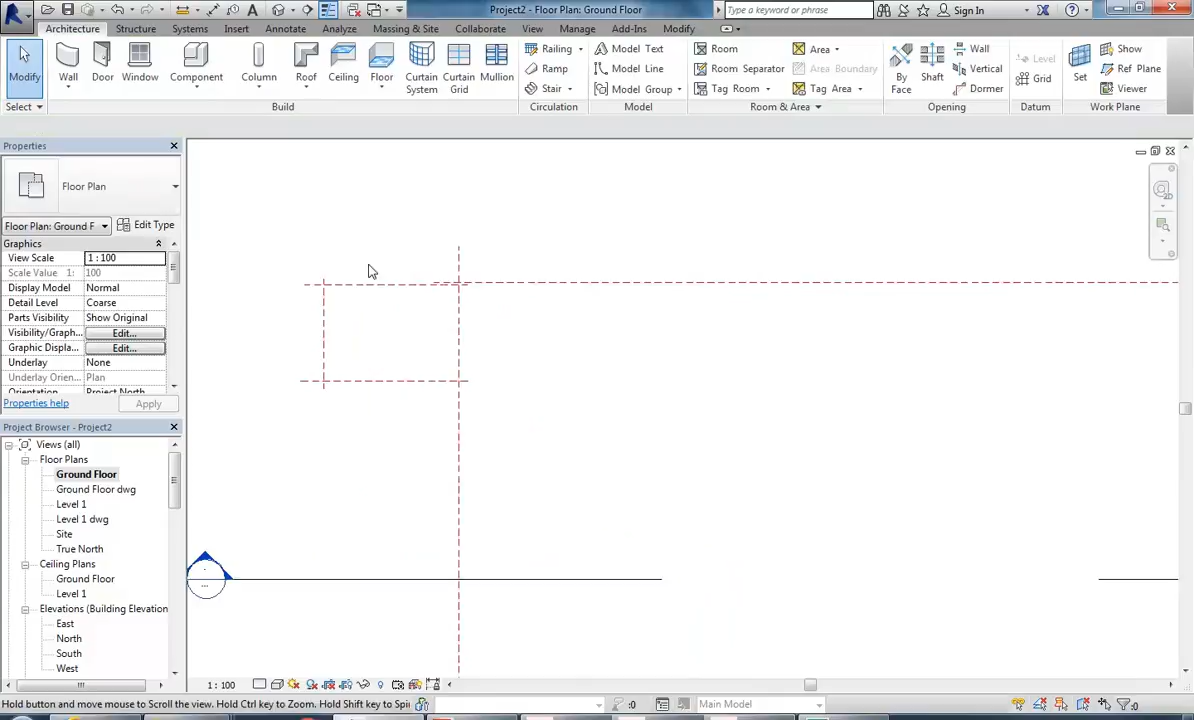 Project2 - Floor Plan: Ground Floor
Type a keyword or phrase
Sign In
Architecture Structure Systems Insert Annotate Analyze Massing & Site Collaborate View Manage Add-Ins Modify
Modify Wall Door Window Component Column Roof Ceiling Floor Curtain System Curtain Grid Mullion
Railing Model Text Room Area Wall Level Show
Ramp Model Line Room Separator Area Boundary By Face Shaft Vertical Grid Set Ref Plane
Stair Model Group Tag Room Tag Area Dormer Viewer
Select Build Circulation Model Room & Area Opening Datum Work Plane
Properties
Floor Plan
Floor Plan: Ground F Edit Type
Graphics
View Scale 1 : 100
Scale Value 1: 100
Display Model Normal
Detail Level Coarse
Parts Visibility Show Original
Visibility/Graph... Edit...
Graphic Displa... Edit...
Underlay None
Underlay Orien... Plan
Orientation Project North
Properties help Apply
Project Browser - Project2
Views (all)
Floor Plans
Ground Floor
Ground Floor dwg
Level 1
Level 1 dwg
Site
True North
Ceiling Plans
Ground Floor
Level 1
Elevations (Building Elevation
East
North
South
West
1 : 100
Hold button and move mouse to Scroll the view. Hold Ctrl key to Zoom. Hold Shift key to Spi
:0 Main Model :0